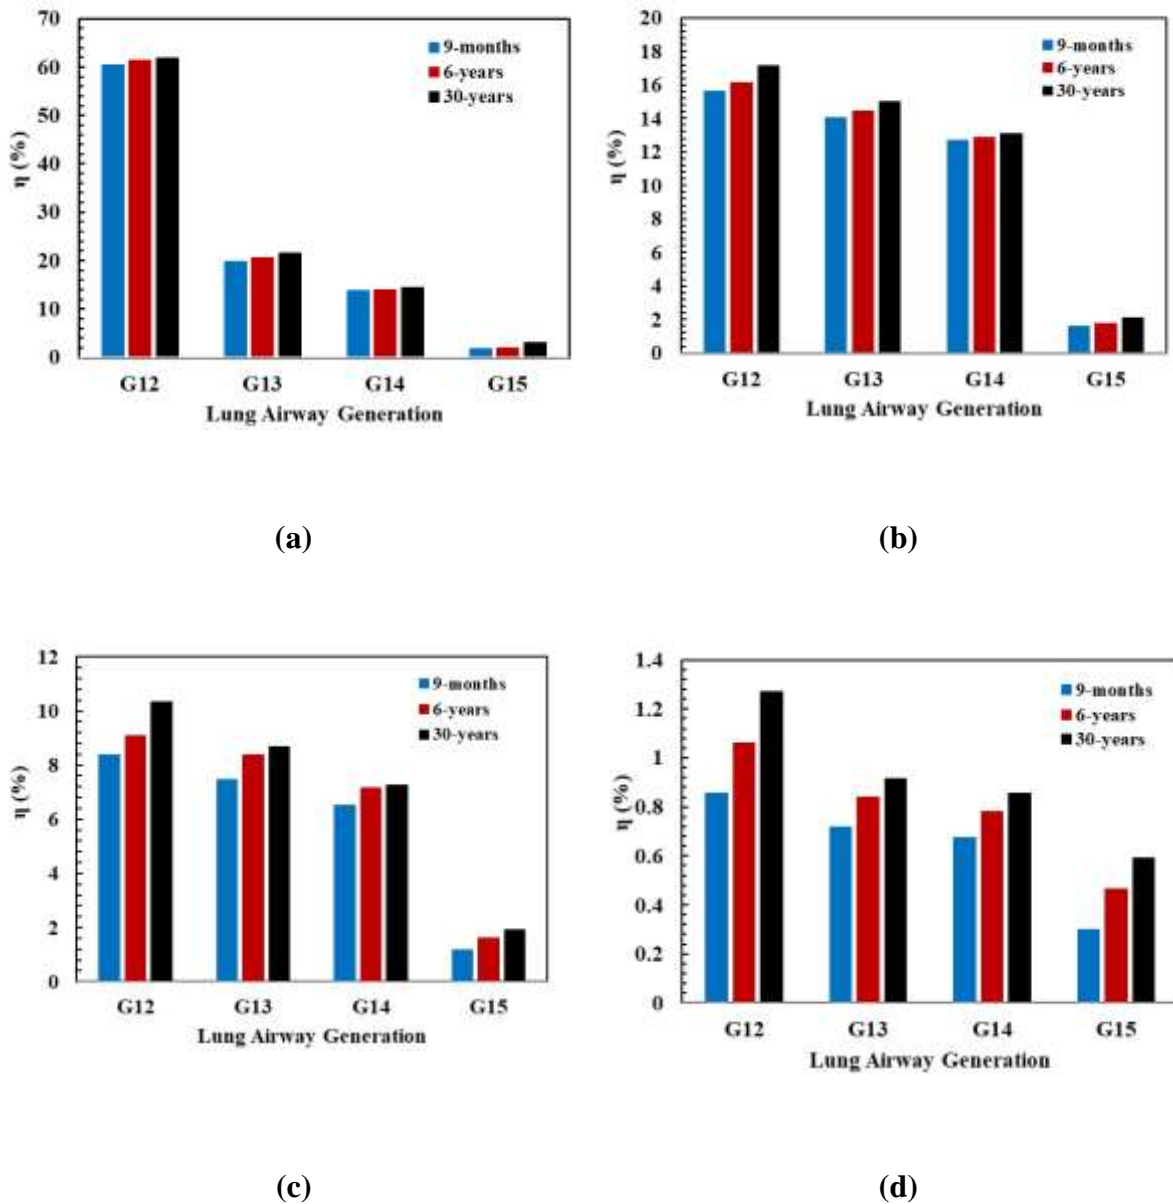 70
60
50
40
30
20
10
0
η (%)
9-months
6-years
30-years
G12 G13 G14 G15
Lung Airway Generation
(a)
20
18
16
14
12
10
8
6
4
2
0
η (%)
9-months
6-years
30-years
G12 G13 G14 G15
Lung Airway Generation
(b)
12
10
8
6
4
2
0
η (%)
9-months
6-years
30-years
G12 G13 G14 G15
Lung Airway Generation
(c)
1.4
1.2
1
0.8
0.6
0.4
0.2
0
η (%)
9-months
6-years
30-years
G12 G13 G14 G15
Lung Airway Generation
(d)